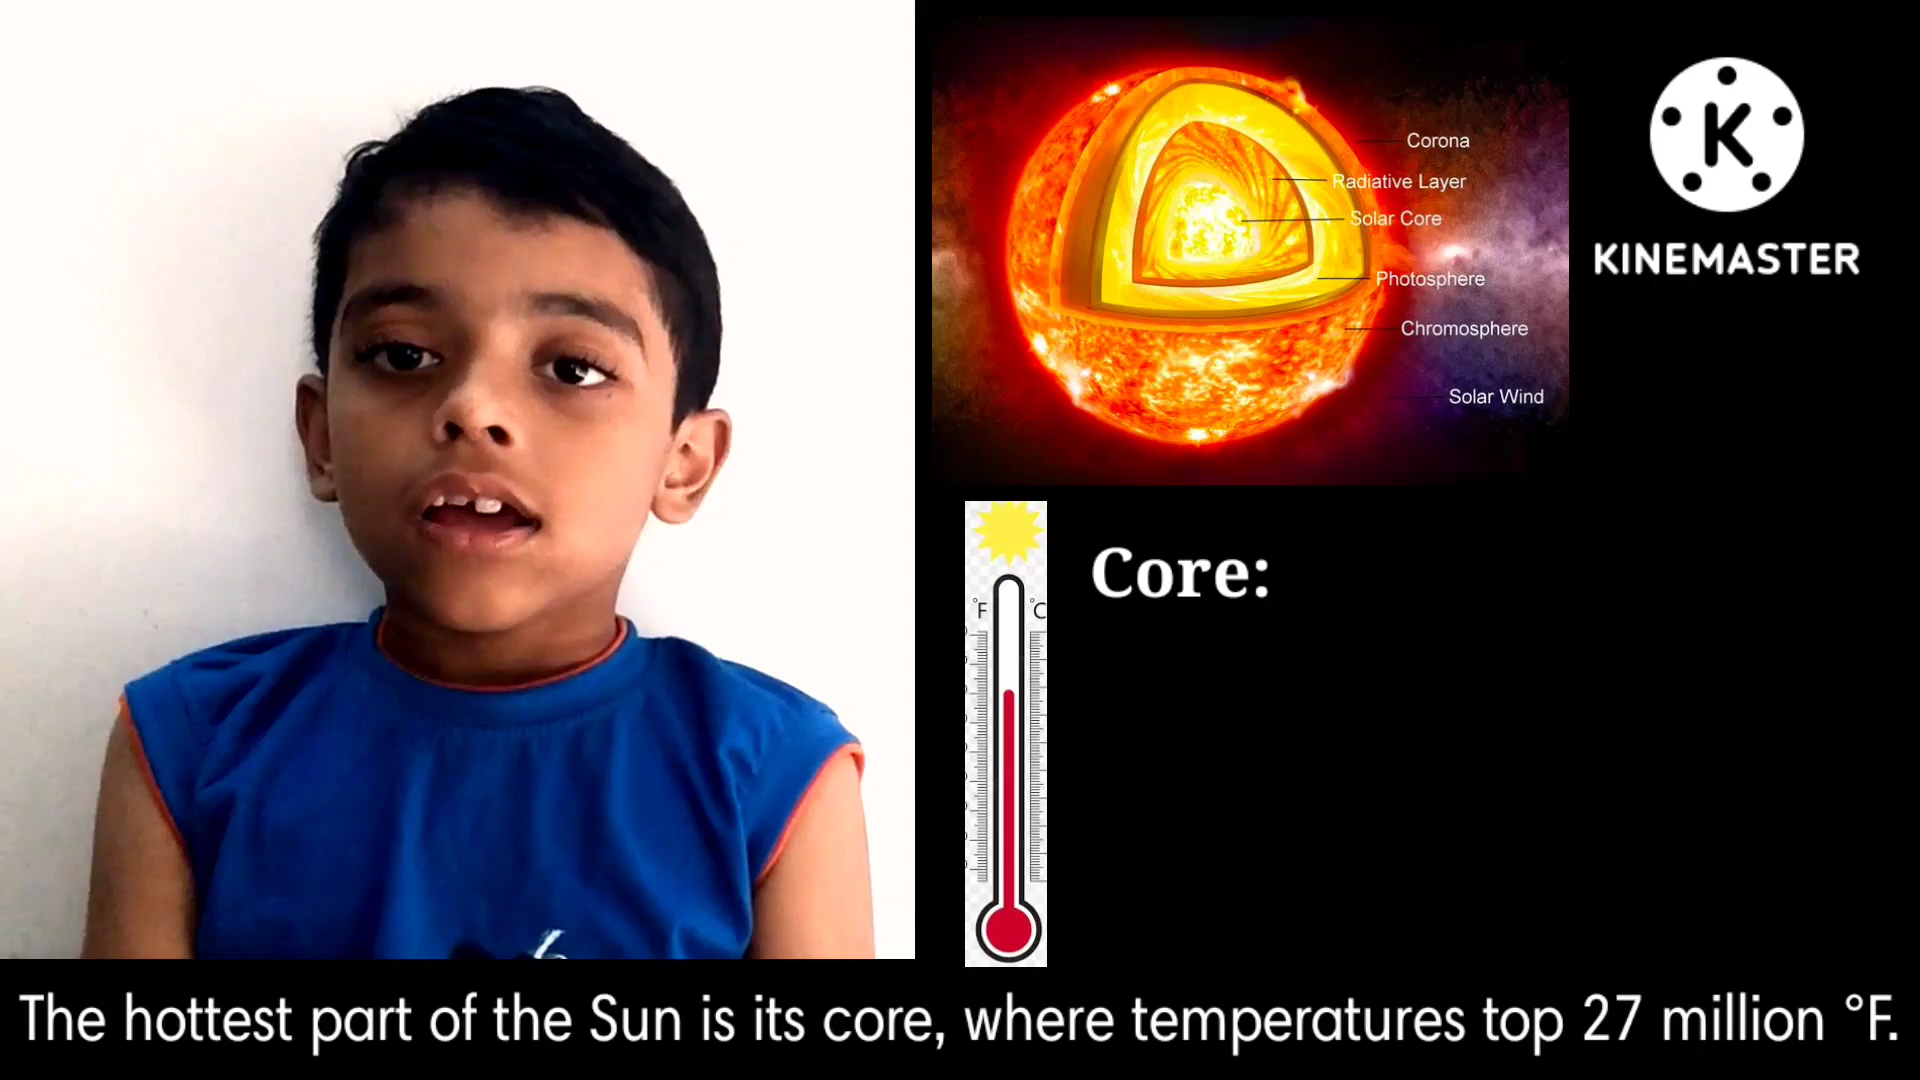 Corona
Radiative Layer
Solar Core
Photosphere
Chromosphere
Solar Wind
K
KINEMASTER
°F °C
Core:
The hottest part of the Sun is its core, where temperatures top 27 million °F.